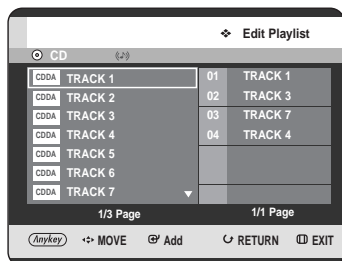 Edit Playlist
CD
CDDA TRACK 1
CDDA TRACK 2
CDDA TRACK 3
CDDA TRACK 4
CDDA TRACK 5
CDDA TRACK 6
CDDA TRACK 7
1/3 Page
01 TRACK 1
02 TRACK 3
03 TRACK 7
04 TRACK 4
1/1 Page
Anykey MOVE Add RETURN EXIT